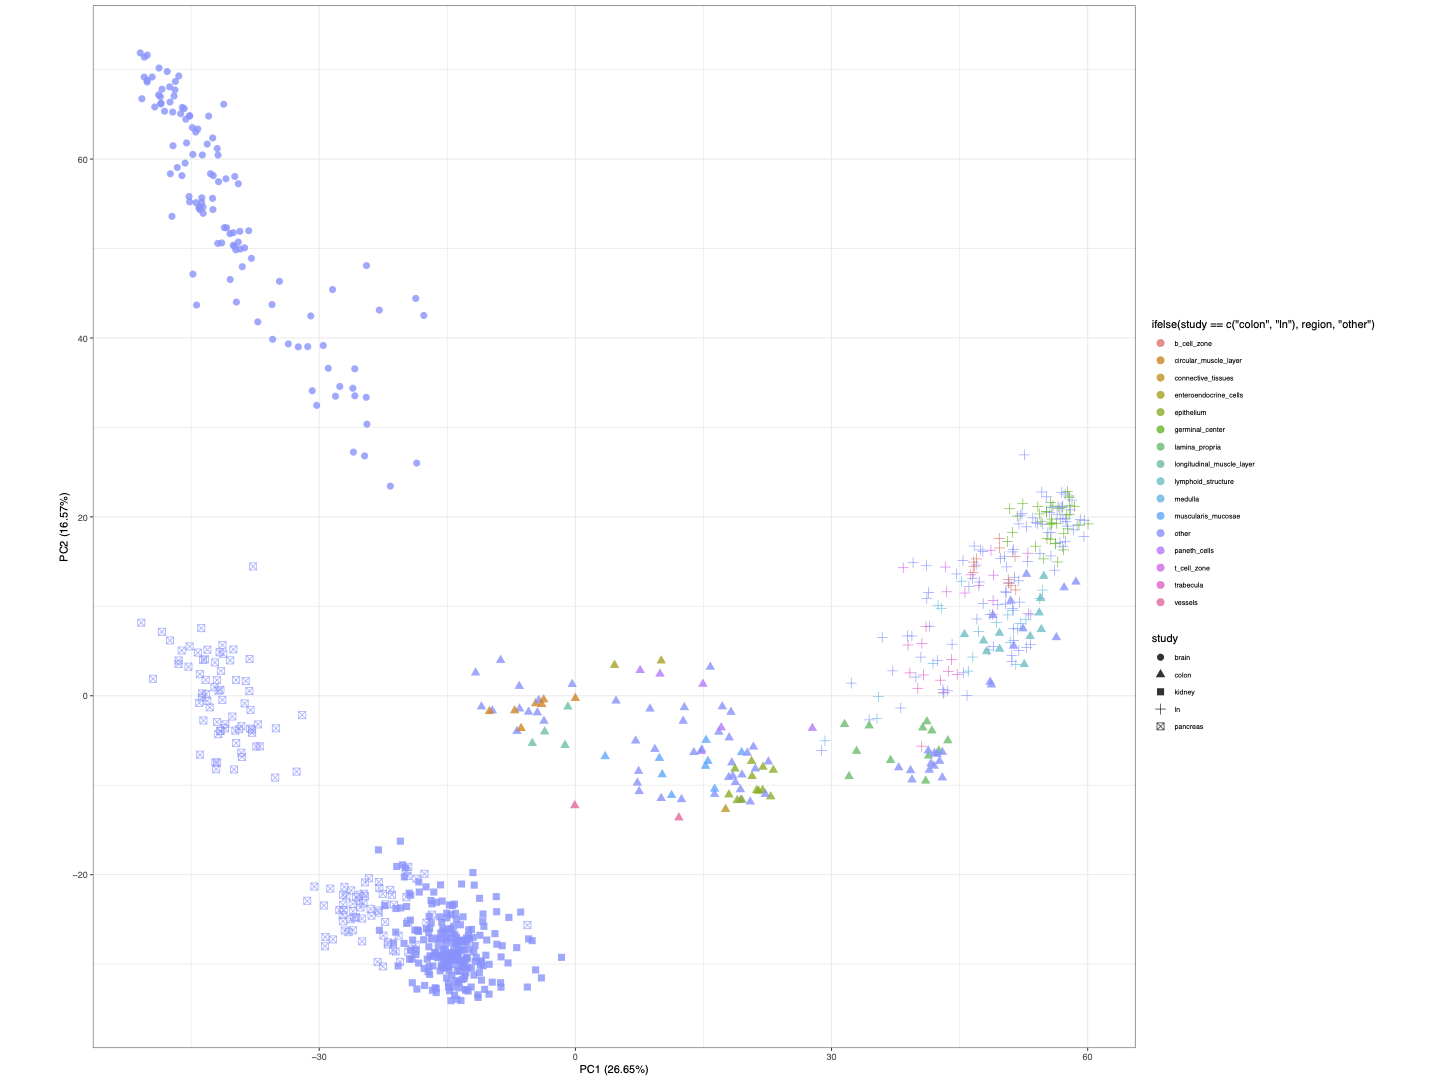 60
40
20
0
−20
−30
0
30
60
PC1 (26.65%)
PC2 (16.57%)
ifelse(study == c("colon", "ln"), region, "other")
b_cell_zone
circular_muscle_layer
connective_tissues
enteroendocrine_cells
epithelium
germinal_center
lamina_propria
longitudinal_muscle_layer
lymphoid_structure
medulla
muscularis_mucosae
other
paneth_cells
t_cell_zone
trabecula
vessels
study
brain
colon
kidney
ln
pancreas